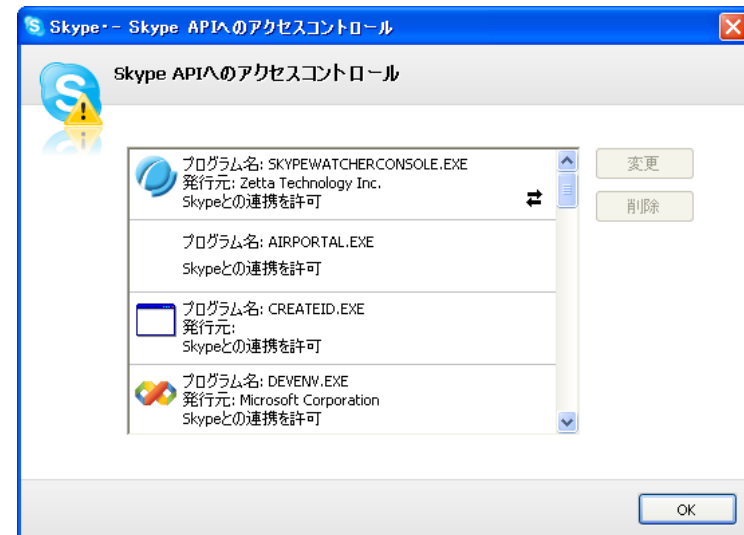 Skype™- Skype APIへのアクセスコントロール
Skype APIへのアクセスコントロール
プログラム名: SKYPEWATCHERCONSOLE.EXE
発行元: Zetta Technology Inc.
Skypeとの連携を許可
変更
削除
プログラム名: AIRPORTAL.EXE
Skypeとの連携を許可
プログラム名: CREATEID.EXE
発行元:
Skypeとの連携を許可
プログラム名: DEVENV.EXE
発行元: Microsoft Corporation
Skypeとの連携を許可
OK